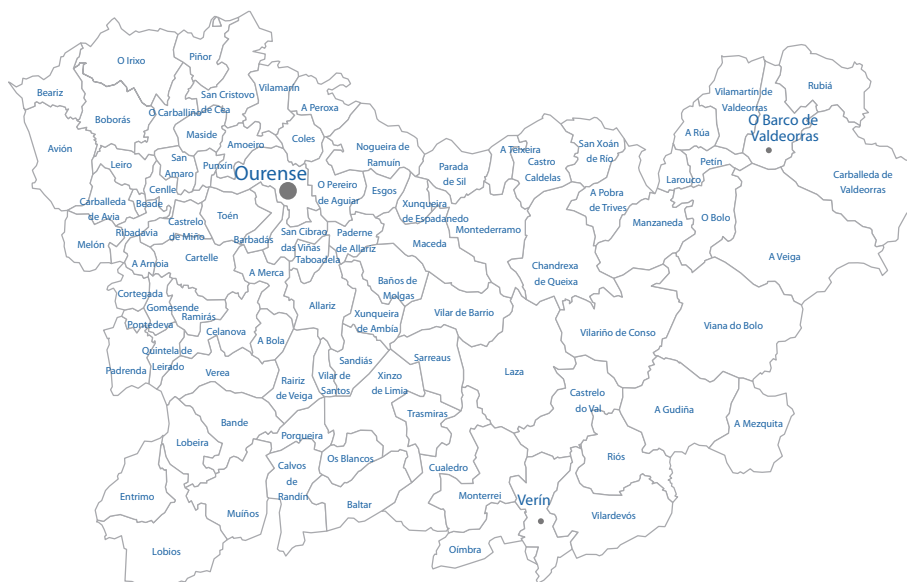 O Irixo
Piñor
Beariz
San Cristovo
de Cea
Vilamarín
Rubiá
Vilamartín de
Valdeorras
Boborás
O Carballiño
A Peroxa
O Barco de
Valdeorras
Maside
A Rúa
Avión
Amoeiro
Coles
Nogueira de
Ramuín
A Teixeira
San Xoán
de Río
Leiro
San
Amaro
Punxín
Parada
de Sil
Castro
Caldelas
Petín
Ourense
Larouco
Carballeda de
Valdeorras
Cenlle
O Pereiro
de Aguiar
Esgos
A Pobra
de Trives
Carballeda
de Avia
Beade
Xunqueira
de Espadanedo
Toén
Castrelo
de Miño
Manzaneda
O Bolo
Ribadavia
Barbadás
San Cibrao
das Viñas
Paderne
de Allariz
Montederramo
Melón
Maceda
Cartelle
Taboadela
A Veiga
A Arnoia
A Merca
Chandrexa
de Queixa
Baños de
Molgas
Cortegada
Gomesende
Allariz
Ramirás
Xunqueira
de Ambía
Vilar de Barrio
Pontedeva
Celanova
Vilariño de Conso
Viana do Bolo
A Bola
Quintela de
Leirado
Sandiás
Sarreaus
Padrenda
Verea
Vilar de
Santos
Xinzo
de Limia
Laza
Rairiz
de Veiga
Castrelo
do Val
A Gudiña
Trasmiras
Bande
A Mezquita
Porqueira
Lobeira
Os Blancos
Riós
Calvos
de
Randín
Cualedro
Entrimo
Monterrei
Verín
Baltar
Muíños
Vilardevós
Lobios
Oímbra